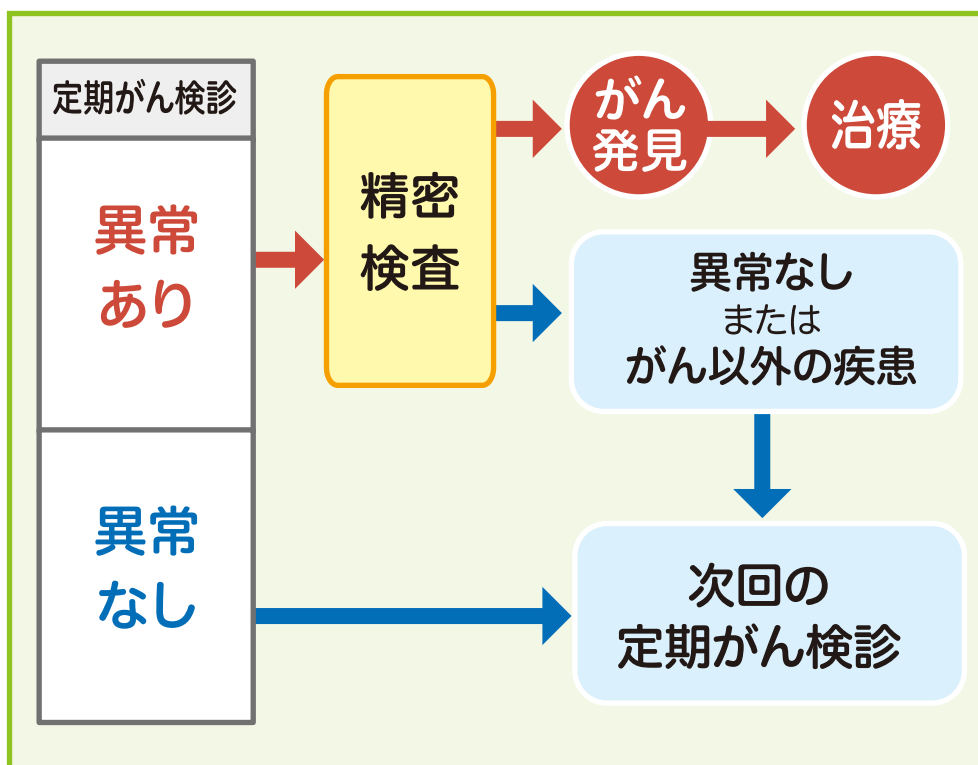 定期がん検診
異常
あり
異常
なし
精密
検査
がん
発見
治療
異常なし
または
がん以外の疾患
次回の
定期がん検診